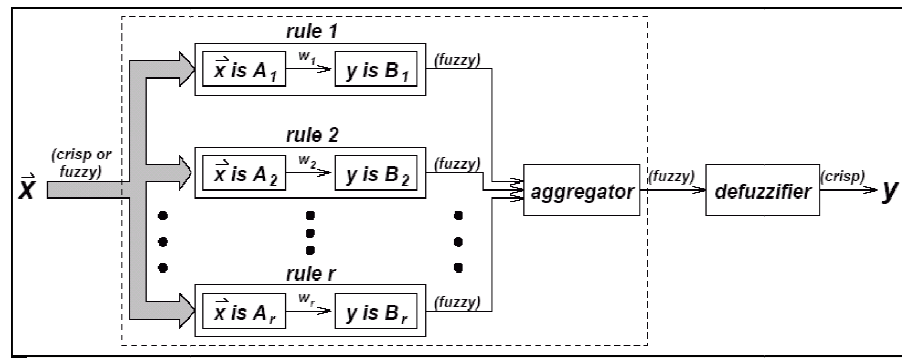 rule 1
x⃗ is A₁
w₁
y is B₁
(fuzzy)
(crisp or
fuzzy)
x⃗
rule 2
x⃗ is A₂
w₂
y is B₂
(fuzzy)
aggregator
(fuzzy)
defuzzifier
(crisp)
y
rule r
x⃗ is Aᵣ
wᵣ
y is Bᵣ
(fuzzy)